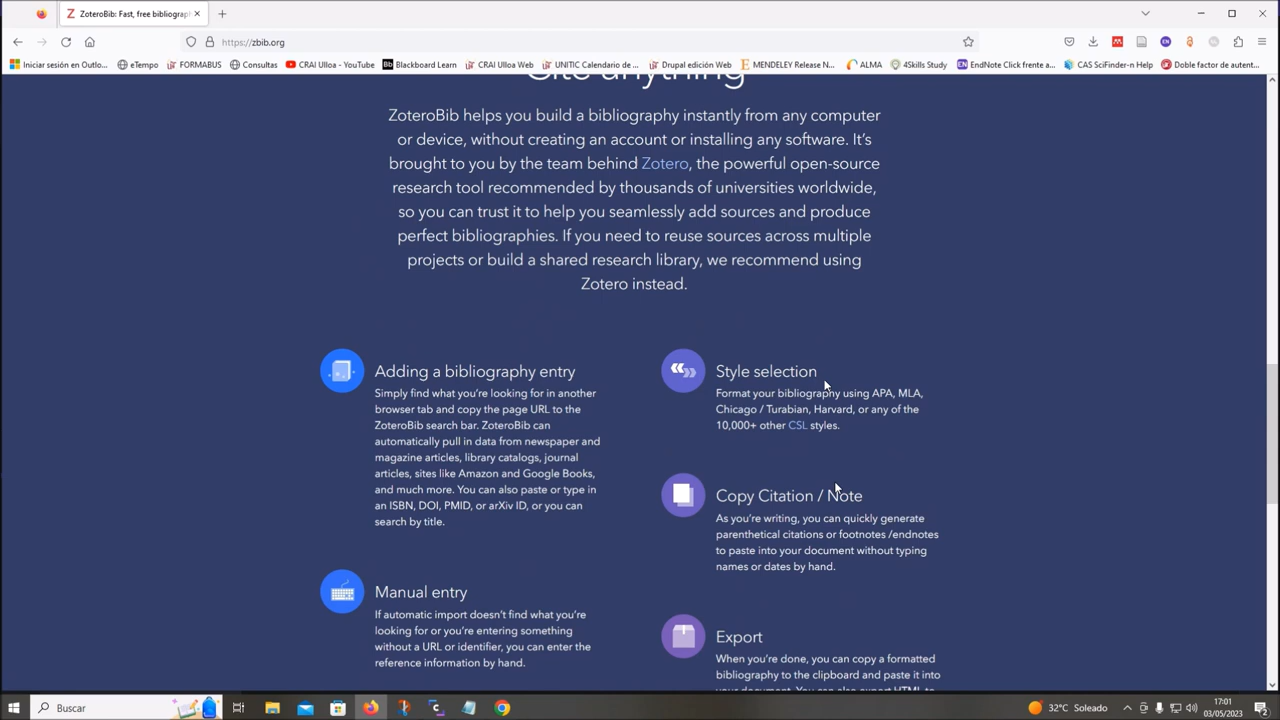 ZoteroBib: Fast, free bibliograp
https://zbib.org
Iniciar sesión en Outlo...
eTempo
FORMABUS
Consultas
CRAI Ulloa - YouTube
Bb Blackboard Learn
CRAI Ulloa Web
UNITIC Calendario de ...
Drupal edición Web
MENDELEY Release N...
ALMA
4Skills Study
EN EndNote Click frente a...
CAS SciFinder-n Help
Doble factor de autent...
Cite anything
ZoteroBib helps you build a bibliography instantly from any computer
or device, without creating an account or installing any software. It's
brought to you by the team behind Zotero, the powerful open-source
research tool recommended by thousands of universities worldwide,
so you can trust it to help you seamlessly add sources and produce
perfect bibliographies. If you need to reuse sources across multiple
projects or build a shared research library, we recommend using
Zotero instead.
Adding a bibliography entry
Simply find what you're looking for in another
browser tab and copy the page URL to the
ZoteroBib search bar. ZoteroBib can
automatically pull in data from newspaper and
magazine articles, library catalogs, journal
articles, sites like Amazon and Google Books,
and much more. You can also paste or type in
an ISBN, DOI, PMID, or arXiv ID, or you can
search by title.
Manual entry
If automatic import doesn't find what you're
looking for or you're entering something
without a URL or identifier, you can enter the
reference information by hand.
Style selection
Format your bibliography using APA, MLA,
Chicago / Turabian, Harvard, or any of the
10,000+ other CSL styles.
Copy Citation / Note
As you're writing, you can quickly generate
parenthetical citations or footnotes /endnotes
to paste into your document without typing
names or dates by hand.
Export
When you're done, you can copy a formatted
bibliography to the clipboard and paste it into
your document. You can also export HTML to
Buscar
32°C Soleado
17:01
03/05/2023
2